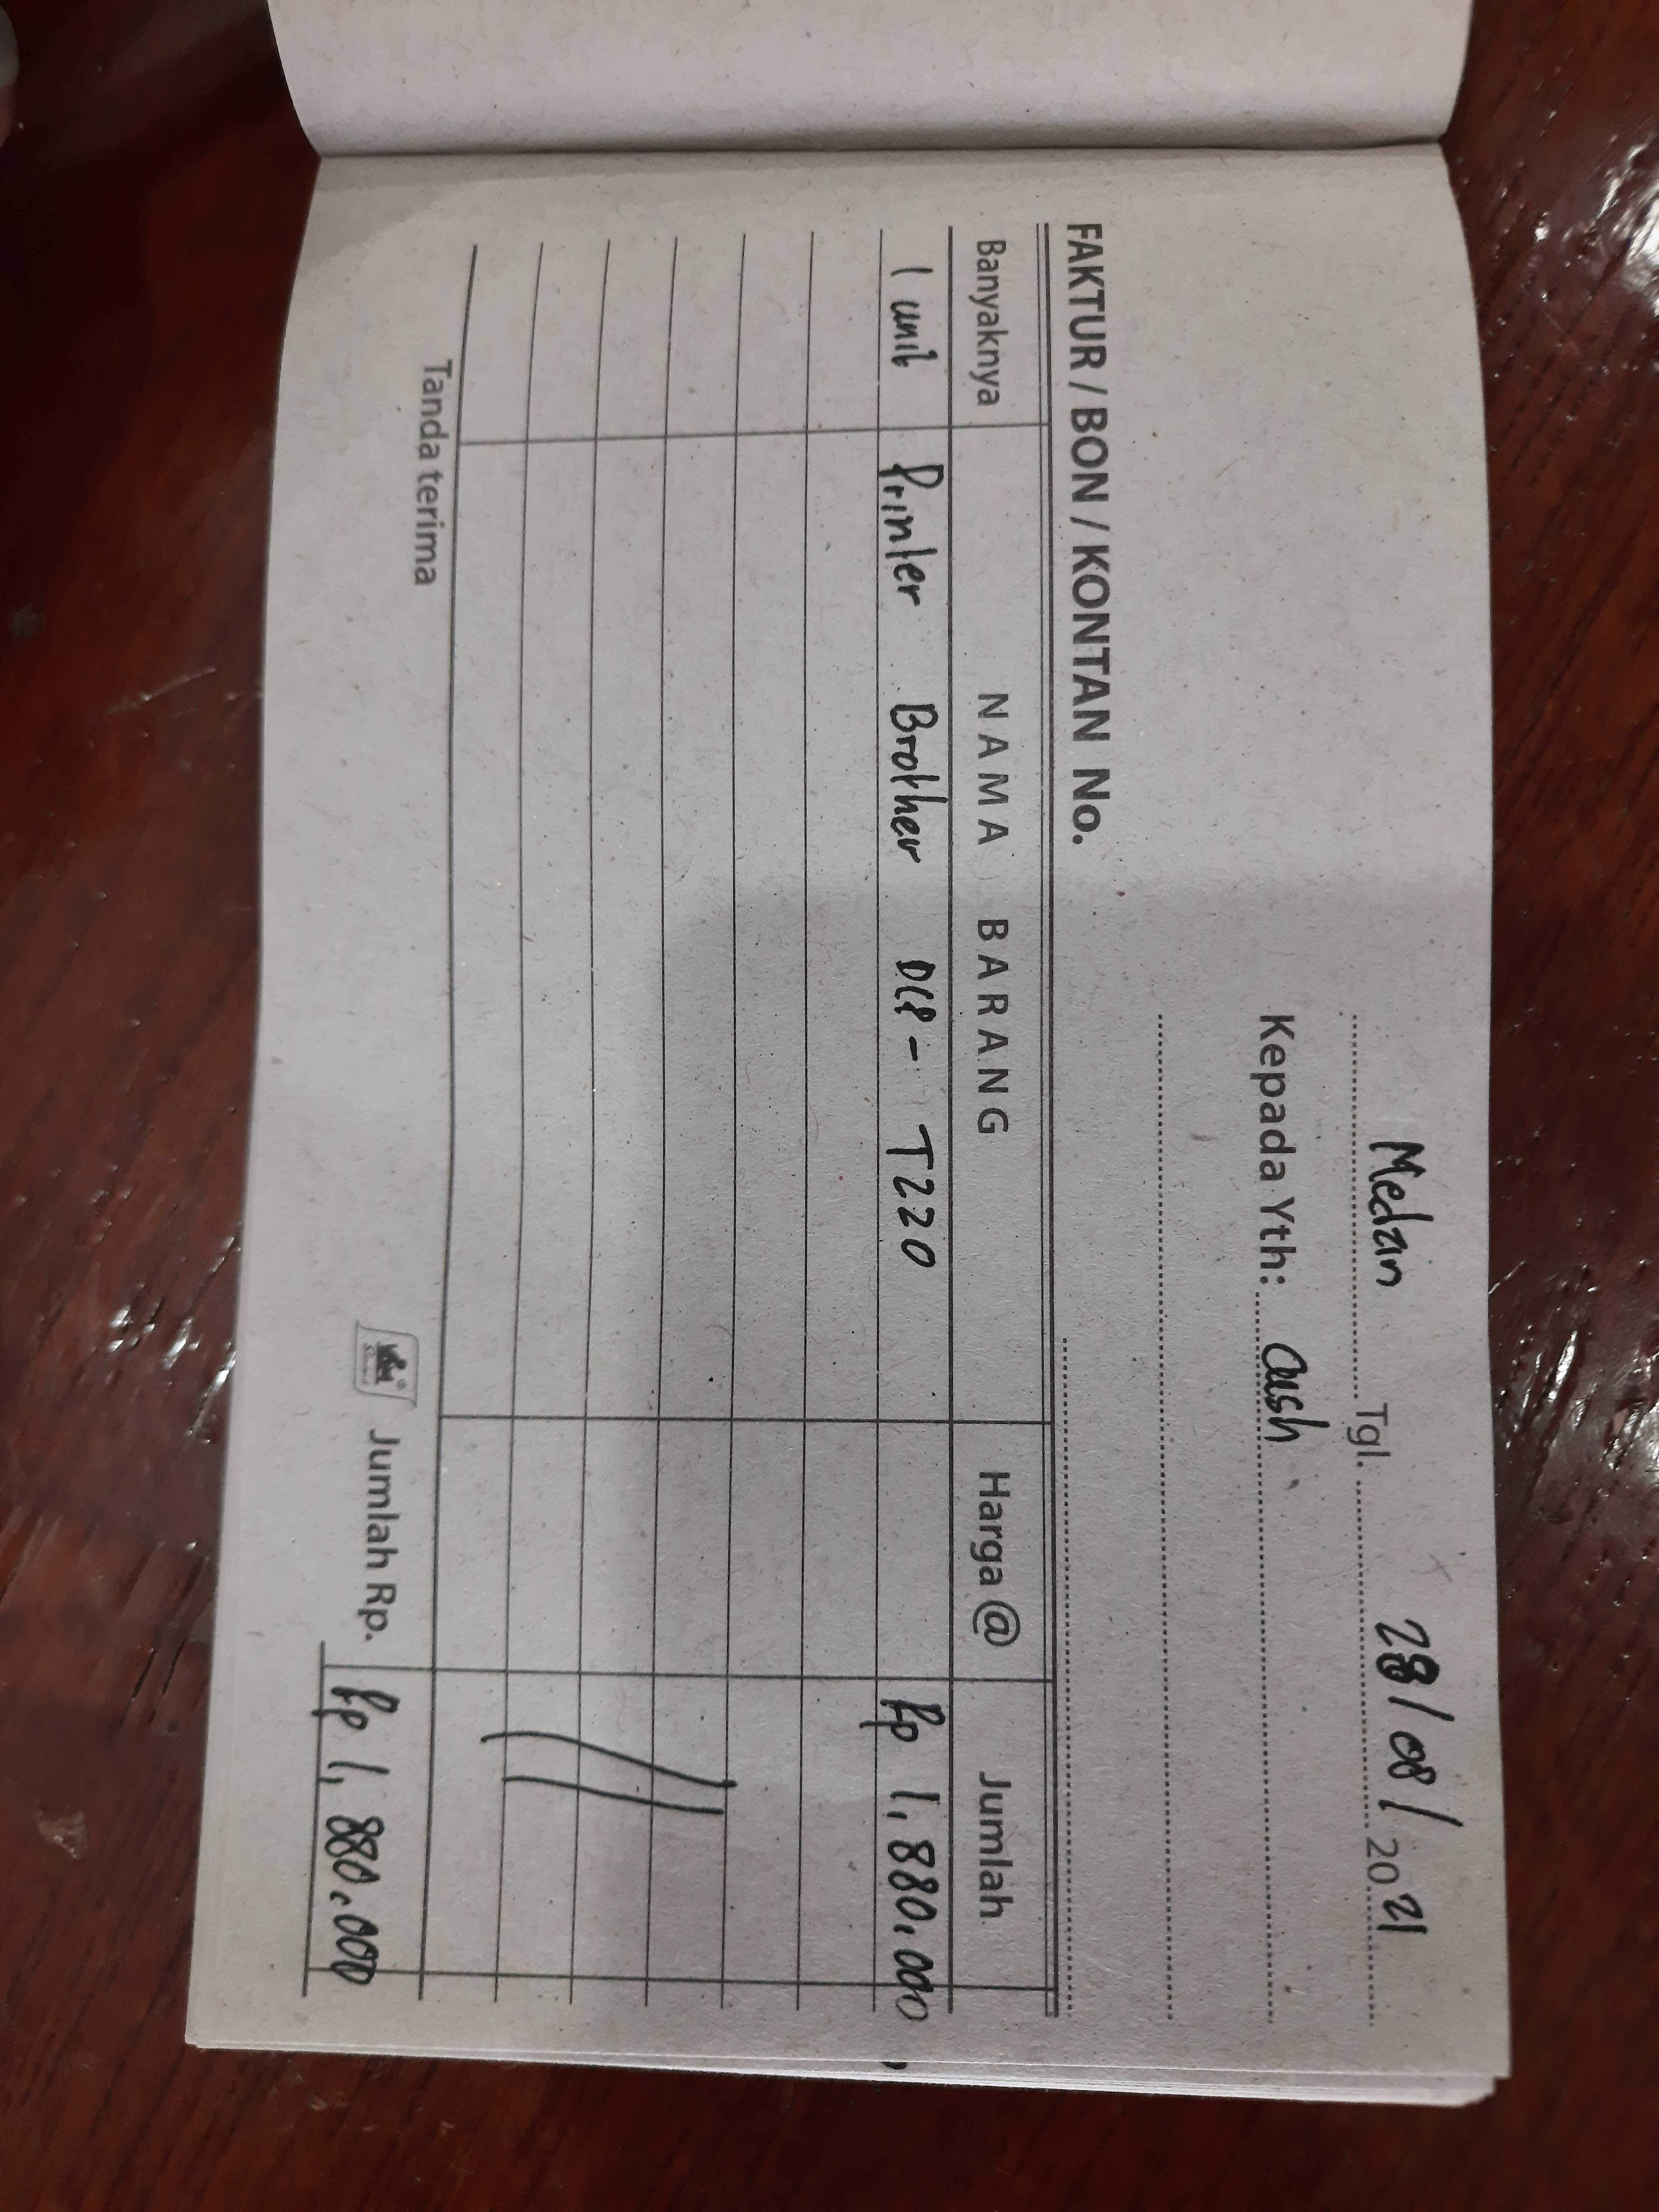 Medan Tgl. 28/08/2021
Kepada Yth: Cash
FAKTUR / BON / KONTAN No.
Banyaknya NAMA BARANG Harga @ Jumlah
1 unit Printer Brother DCP - T220 Rp 1,880.000
Tanda terima Jumlah Rp. Rp 1,880.000